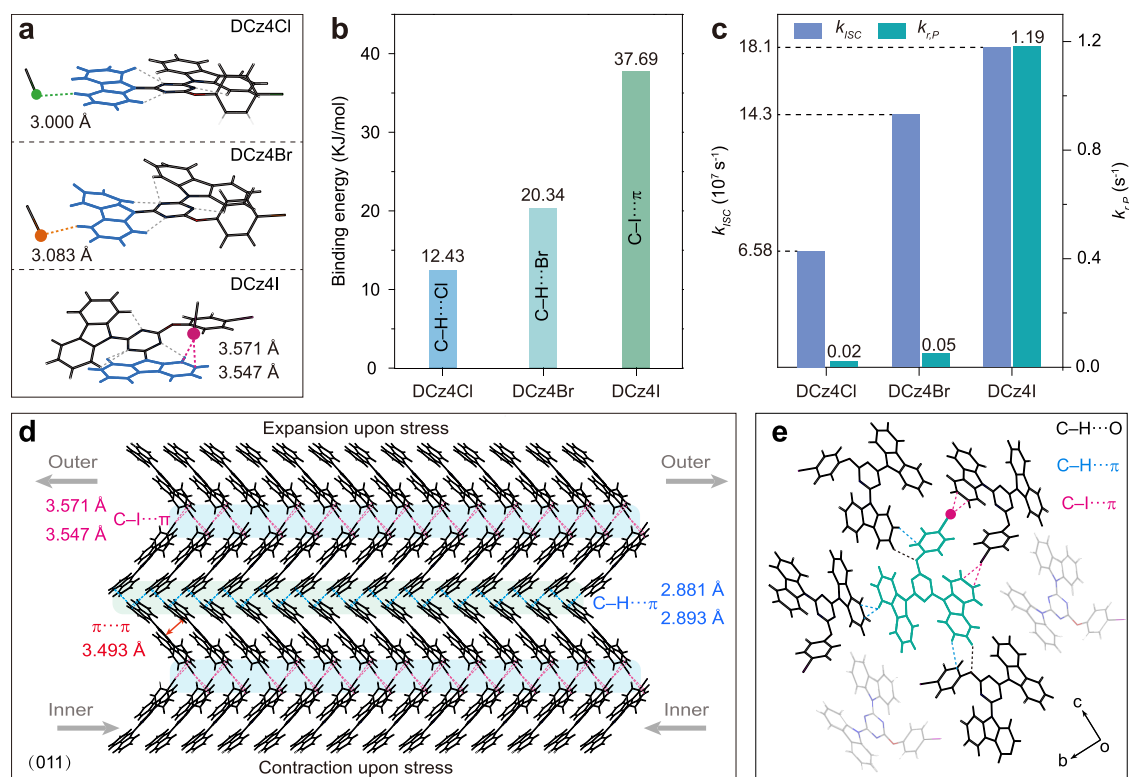 a
DCz4Cl
3.000 Å
DCz4Br
3.083 Å
DCz4I
3.571 Å
3.547 Å
b
Binding energy (KJ/mol)
40
30
20
10
0
12.43
20.34
37.69
C–H···Cl
C–H···Br
C–I···π
DCz4Cl
DCz4Br
DCz4I
c
k_ISC
k_r,P
k_ISC (10⁷ s⁻¹)
18.1
14.3
6.58
0.02
0.05
1.19
1.2
0.8
0.4
0.0
k_r,P (s⁻¹)
DCz4Cl
DCz4Br
DCz4I
d
Expansion upon stress
Outer
Outer
3.571 Å
C–I···π
3.547 Å
2.881 Å
C–H···π
2.893 Å
π···π
3.493 Å
Inner
Inner
(011)
Contraction upon stress
e
C–H···O
C–H···π
C–I···π
c
o
b